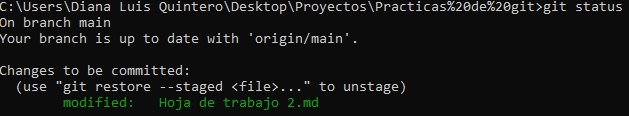 C:\Users\Diana Luis Quintero\Desktop\Proyectos\Practicas%20de%20git>git status
On branch main
Your branch is up to date with 'origin/main'.
Changes to be committed:
(use "git restore --staged <file>..." to unstage)
modified:   Hoja de trabajo 2.md